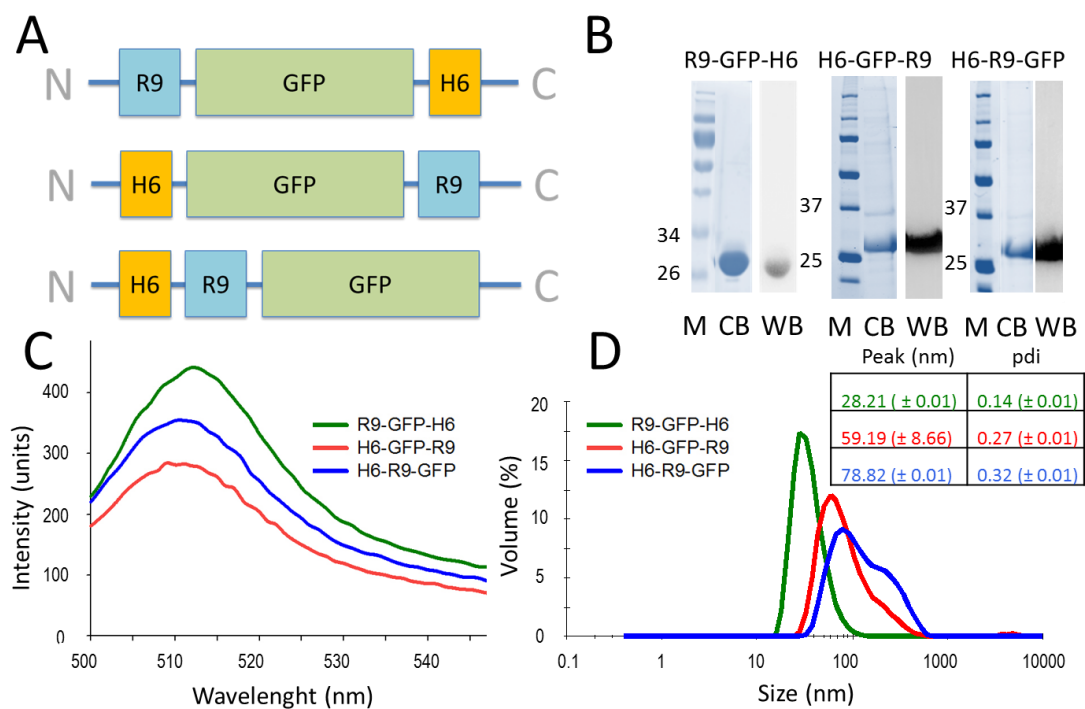 A
N R9 GFP H6 C
N H6 GFP R9 C
N H6 R9 GFP C
B
R9-GFP-H6 H6-GFP-R9 H6-R9-GFP
34
26
37
25
37
25
M CB WB M CB WB M CB WB
C
Intensity (units)
400
300
200
100
0
500 510 520 530 540
Wavelenght (nm)
R9-GFP-H6
H6-GFP-R9
H6-R9-GFP
D
Peak (nm) pdi
28.21 ( ± 0.01) 0.14 (± 0.01)
59.19 (± 8.66) 0.27 (± 0.01)
78.82 (± 0.01) 0.32 (± 0.01)
R9-GFP-H6
H6-GFP-R9
H6-R9-GFP
Volume (%)
20
15
10
5
0
0.1 1 10 100 1000 10000
Size (nm)